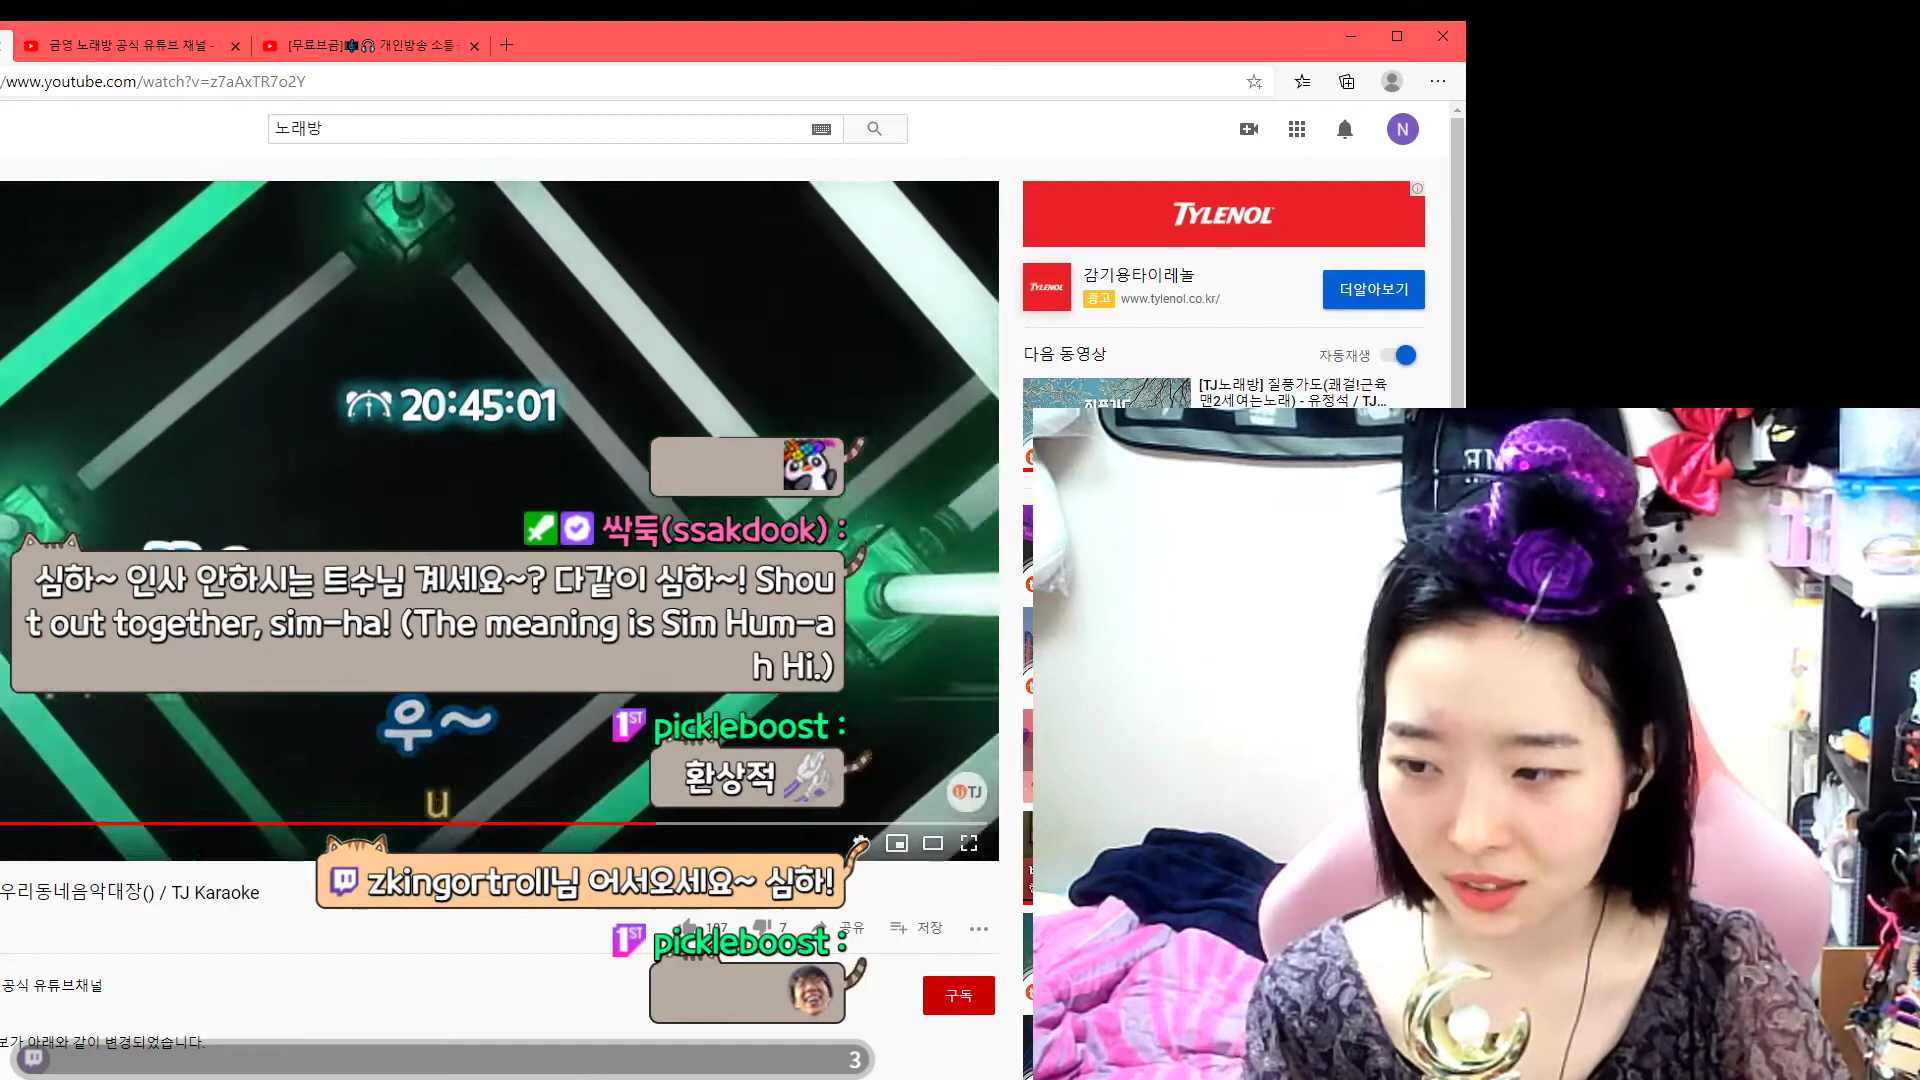 금영 노래방 공식 유튜브 채널 -
[무료브금] 개인방송 소통
/www.youtube.com/watch?v=z7aAxTR7o2Y
노래방
N
TYLENOL
TYLENOL
감기용타이레놀
광고 www.tylenol.co.kr/
더알아보기
다음 동영상
자동재생
[TJ노래방] 질풍가도(쾌걸!근육
맨2세여는노래) - 유정석 / TJ...
20:45:01
싹둑(ssakdook) :
심하~ 인사 안하시는 트수님 계세요~? 다같이 심하~! Shou
t out together, sim-ha! (The meaning is Sim Hum-a
h Hi.)
우~
u
1ST pickleboost :
환상적
TJ
zkingortroll님 어서오세요~ 심하!
우리동네음악대장() / TJ Karaoke
7
공유
저장
1ST pickleboost :
공식 유튜브채널
구독
보가 아래와 같이 변경되었습니다.
3